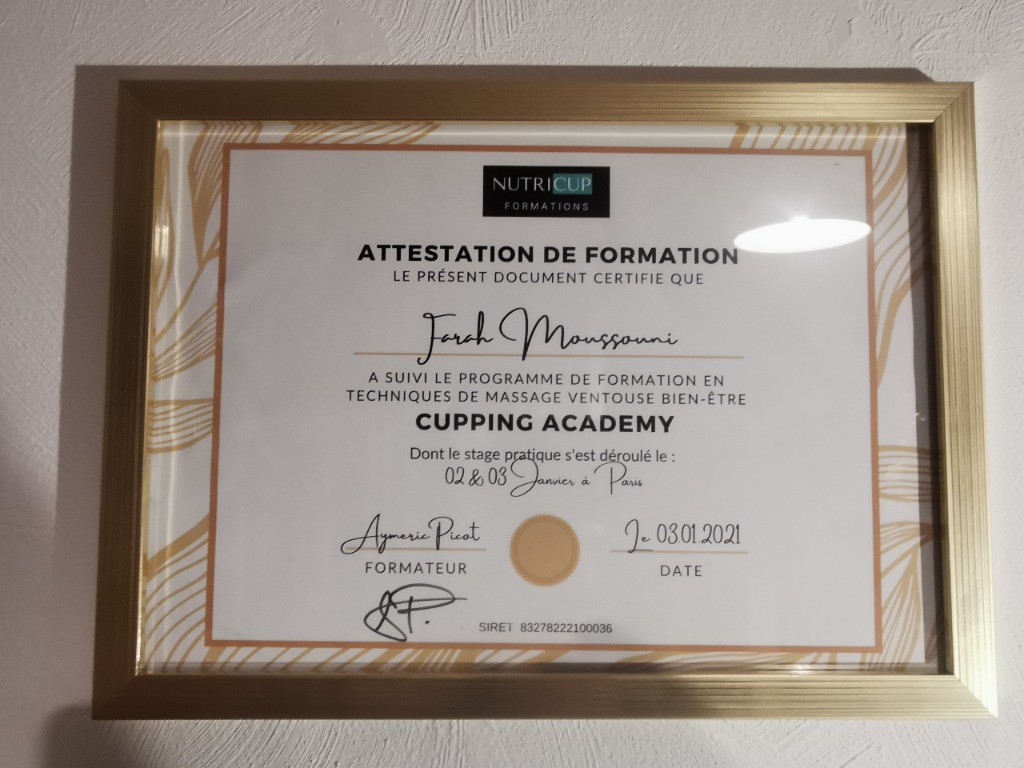 NUTRICUP
FORMATIONS
ATTESTATION DE FORMATION
LE PRÉSENT DOCUMENT CERTIFIE QUE
Farah Moussouni
A SUIVI LE PROGRAMME DE FORMATION EN
TECHNIQUES DE MASSAGE VENTOUSE BIEN-ÊTRE
CUPPING ACADEMY
Dont le stage pratique s'est déroulé le :
02 & 03 Janvier à Paris
Aymeric Picot
FORMATEUR
Le 03.01.2021
DATE
SIRET 83278222100036